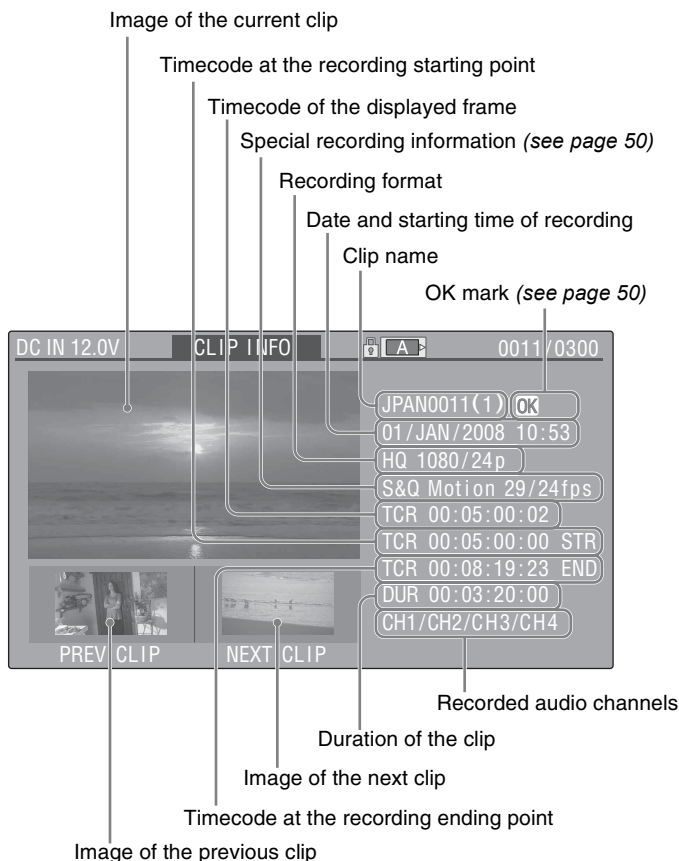 Image of the current clip
Timecode at the recording starting point
Timecode of the displayed frame
Special recording information (see page 50)
Recording format
Date and starting time of recording
Clip name
OK mark (see page 50)
DC IN 12.0V CLIP INFO A 0011/0300
JPAN0011(1) OK
01/JAN/2008 10:53
HQ 1080/24p
S&Q Motion 29/24fps
TCR 00:05:00:02
TCR 00:05:00:00 STR
TCR 00:08:19:23 END
DUR 00:03:20:00
CH1/CH2/CH3/CH4
PREV CLIP NEXT CLIP
Recorded audio channels
Duration of the clip
Image of the next clip
Timecode at the recording ending point
Image of the previous clip